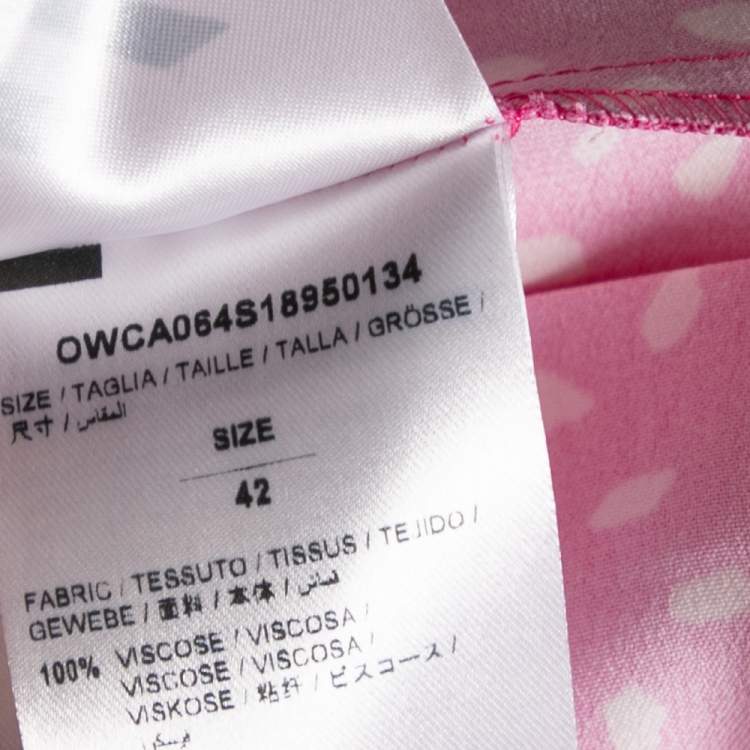 OWCA064S18950134
SIZE / TAGLIA / TAILLE / TALLA / GRÖSSE /
尺寸 / المقاس
SIZE
42
FABRIC / TESSUTO / TISSUS / TEJIDO /
GEWEBE / 面料 / 本体 / قماش
100% VISCOSE / VISCOSA /
VISCOSE / VISCOSA /
VISKOSE / 粘纤 / ビスコース /